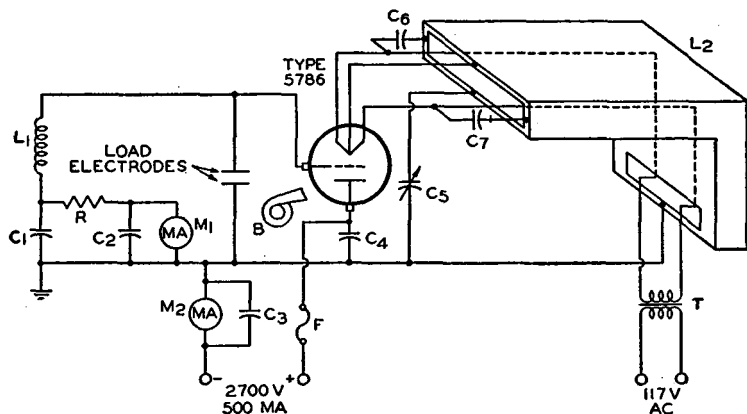 C6
L2
TYPE
5786
L1
LOAD
ELECTRODES
C7
C5
R
B
C1
C2
M1
MA
C4
M2
MA
C3
F
T
-
2700 V
+
500 MA
117V
AC